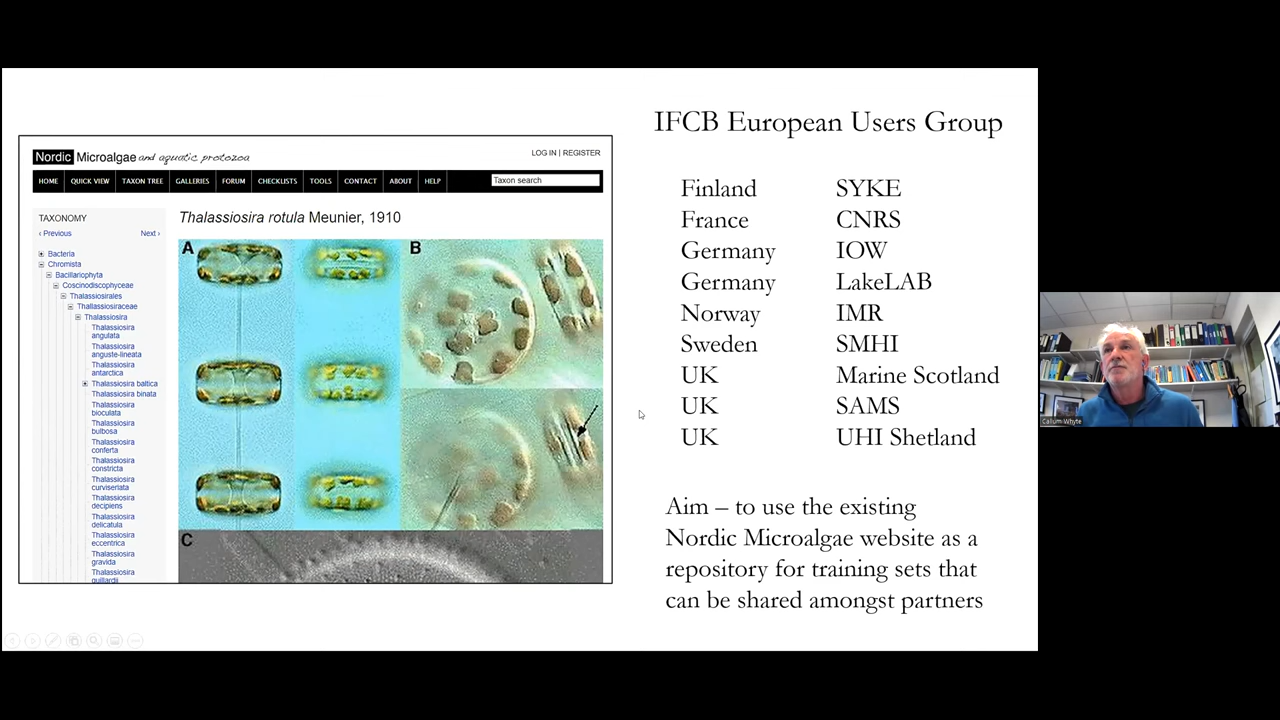 IFCB European Users Group
Nordic Microalgae and aquatic protozoa
LOG IN | REGISTER
HOME QUICK VIEW TAXON TREE GALLERIES FORUM CHECKLISTS TOOLS CONTACT ABOUT HELP Taxon search
TAXONOMY
‹ Previous Next ›
Bacteria
Chromista
Bacillariophyta
Coscinodiscophyceae
Thalassiosirales
Thallassiosiraceae
Thalassiosira
Thalassiosira
angulata
Thalassiosira
anguste-lineata
Thalassiosira
antarctica
Thalassiosira baltica
Thalassiosira binata
Thalassiosira
bioculata
Thalassiosira
bulbosa
Thalassiosira
conferta
Thalassiosira
constricta
Thalassiosira
curviseriata
Thalassiosira
decipiens
Thalassiosira
delicatula
Thalassiosira
eccentrica
Thalassiosira
gravida
Thalassiosira
guillardii
Thalassiosira rotula Meunier, 1910
A
B
C
Finland SYKE
France CNRS
Germany IOW
Germany LakeLAB
Norway IMR
Sweden SMHI
UK Marine Scotland
UK SAMS
UK UHI Shetland
Aim – to use the existing
Nordic Microalgae website as a
repository for training sets that
can be shared amongst partners
Callum Whyte